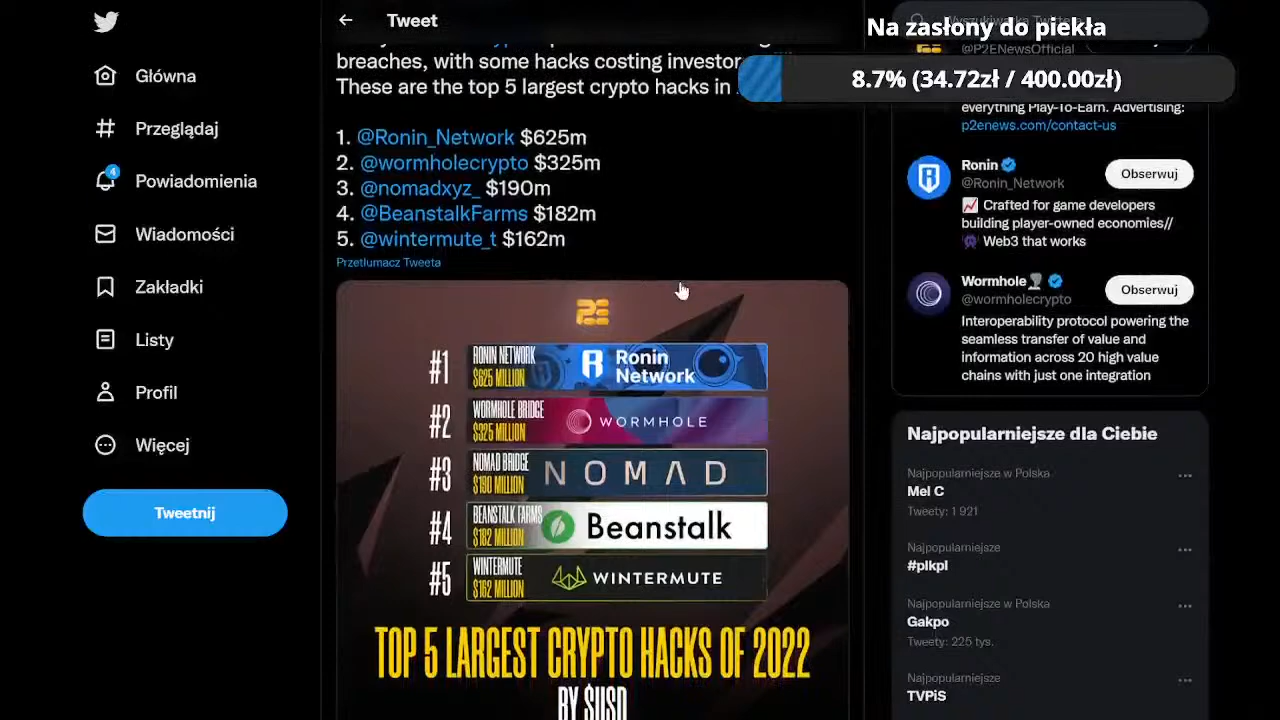 Tweet
Główna
Przeglądaj
4
Powiadomienia
Wiadomości
Zakładki
Listy
Profil
Więcej
Tweetnij
breaches, with some hacks costing investor
These are the top 5 largest crypto hacks in
1. @Ronin_Network $625m
2. @wormholecrypto $325m
3. @nomadxyz_ $190m
4. @BeanstalkFarms $182m
5. @wintermute_t $162m
Przetłumacz Tweeta
#1 RONIN NETWORK
$625 MILLION
Ronin
Network
#2 WORMHOLE BRIDGE
$325 MILLION
WORMHOLE
#3 NOMAD BRIDGE
$190 MILLION
NOMAD
#4 BEANSTALK FARMS
$182 MILLION
Beanstalk
#5 WINTERMUTE
$162 MILLION
WINTERMUTE
TOP 5 LARGEST CRYPTO HACKS OF 2022
BY $USD
Na zasłony do piekła
@P2ENewsOfficial
8.7% (34.72zł / 400.00zł)
everything Play-To-Earn. Advertising:
p2enews.com/contact-us
Ronin
@Ronin_Network
Obserwuj
📈 Crafted for game developers
building player-owned economies//
👾 Web3 that works
Wormhole🌪️
@wormholecrypto
Obserwuj
Interoperability protocol powering the
seamless transfer of value and
information across 20 high value
chains with just one integration
Najpopularniejsze dla Ciebie
Najpopularniejsze w Polska
Mel C
Tweety: 1 921
Najpopularniejsze
#plkpl
Najpopularniejsze w Polska
Gakpo
Tweety: 225 tys.
Najpopularniejsze
TVPiS